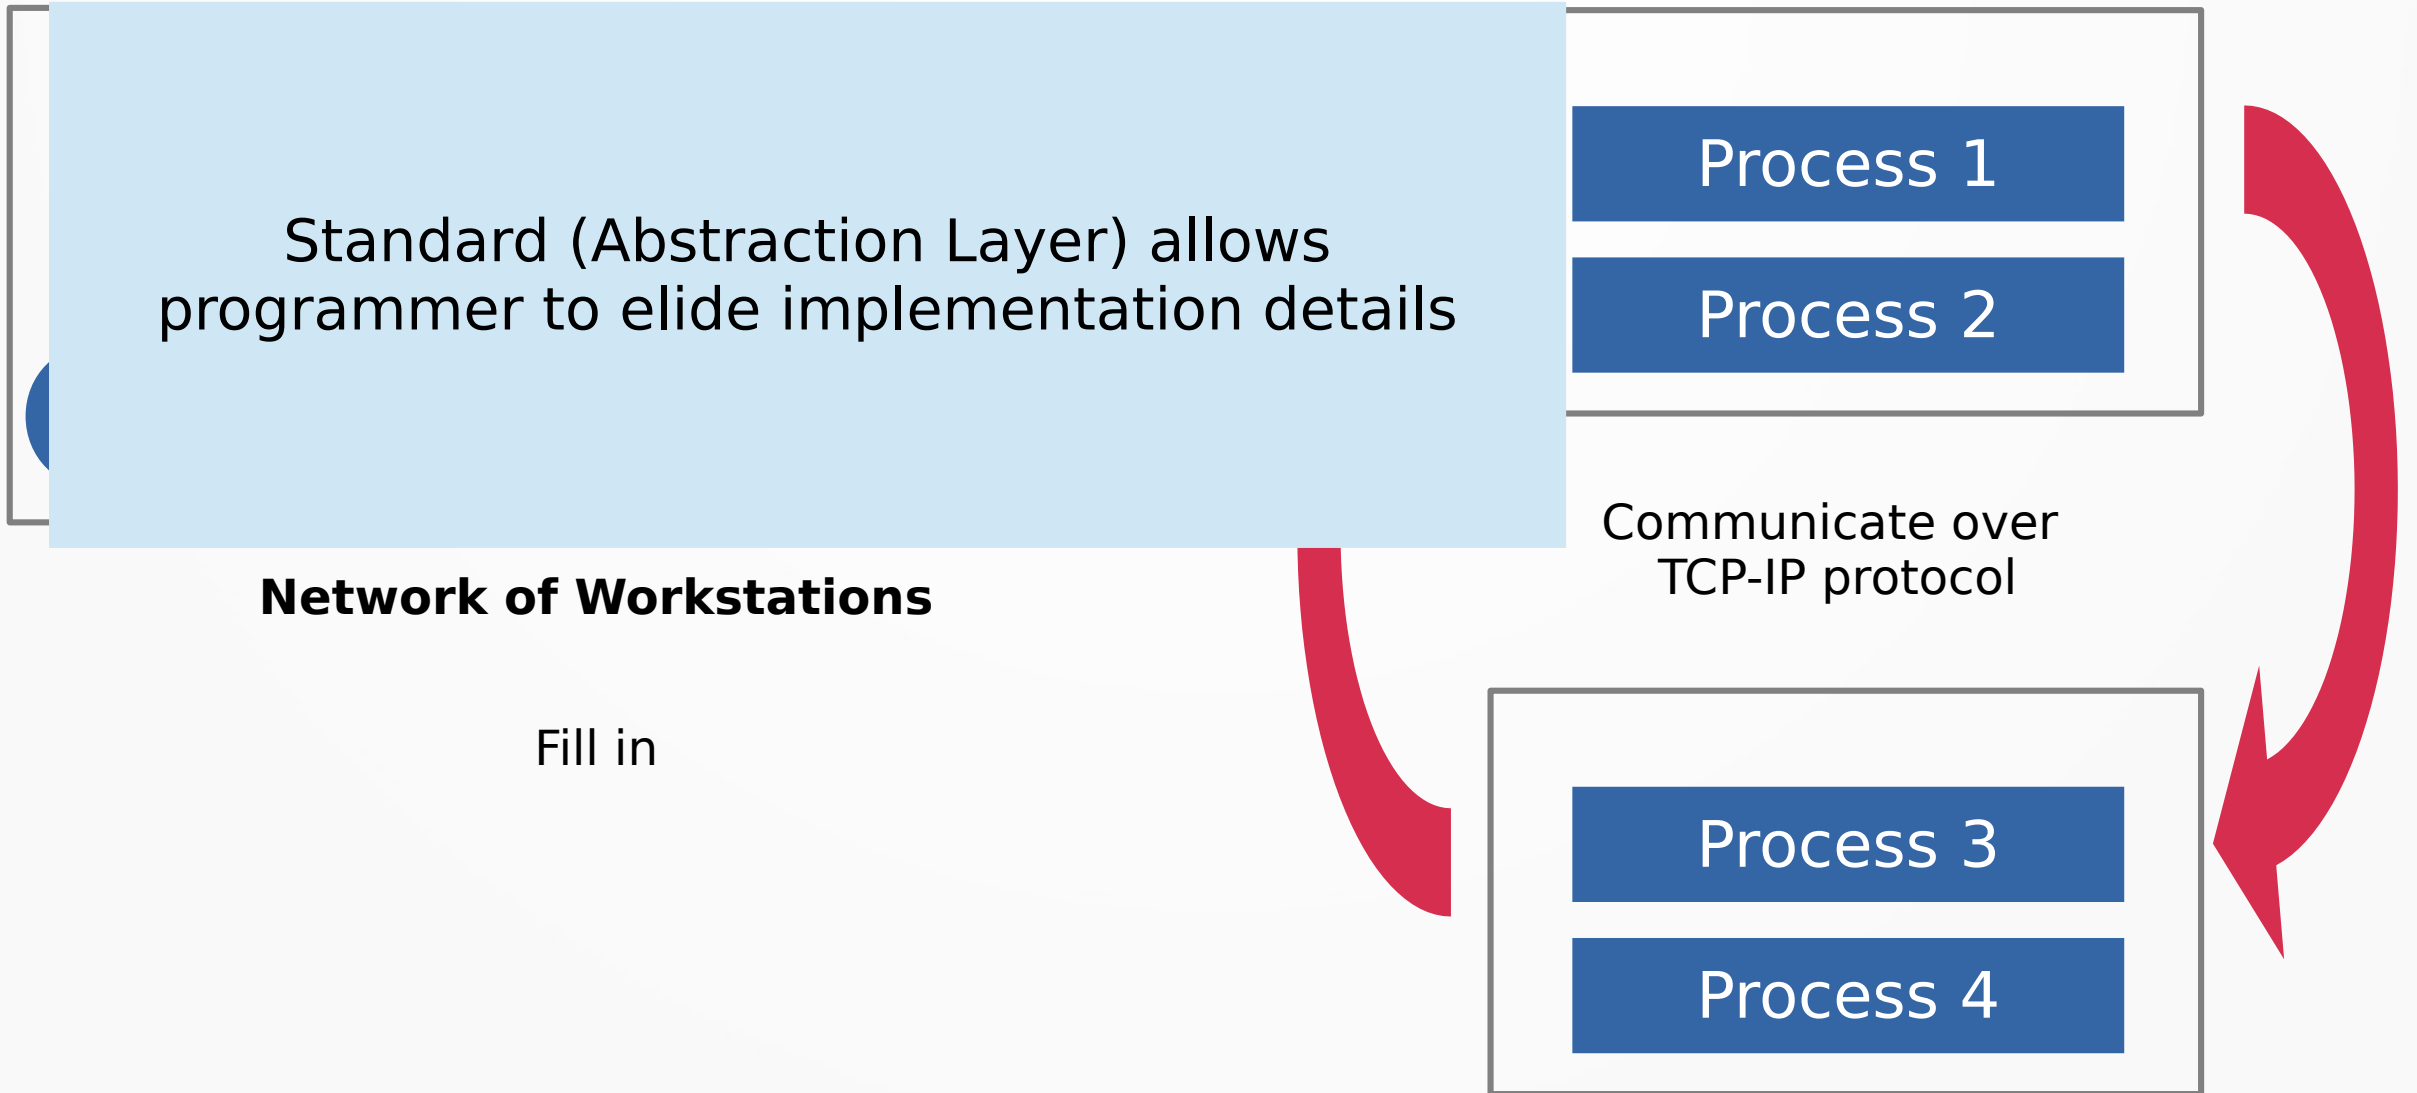 Standard (Abstraction Layer) allows
programmer to elide implementation details
Process 1
Process 2
Communicate over
TCP-IP protocol
Network of Workstations
Fill in
Process 3
Process 4